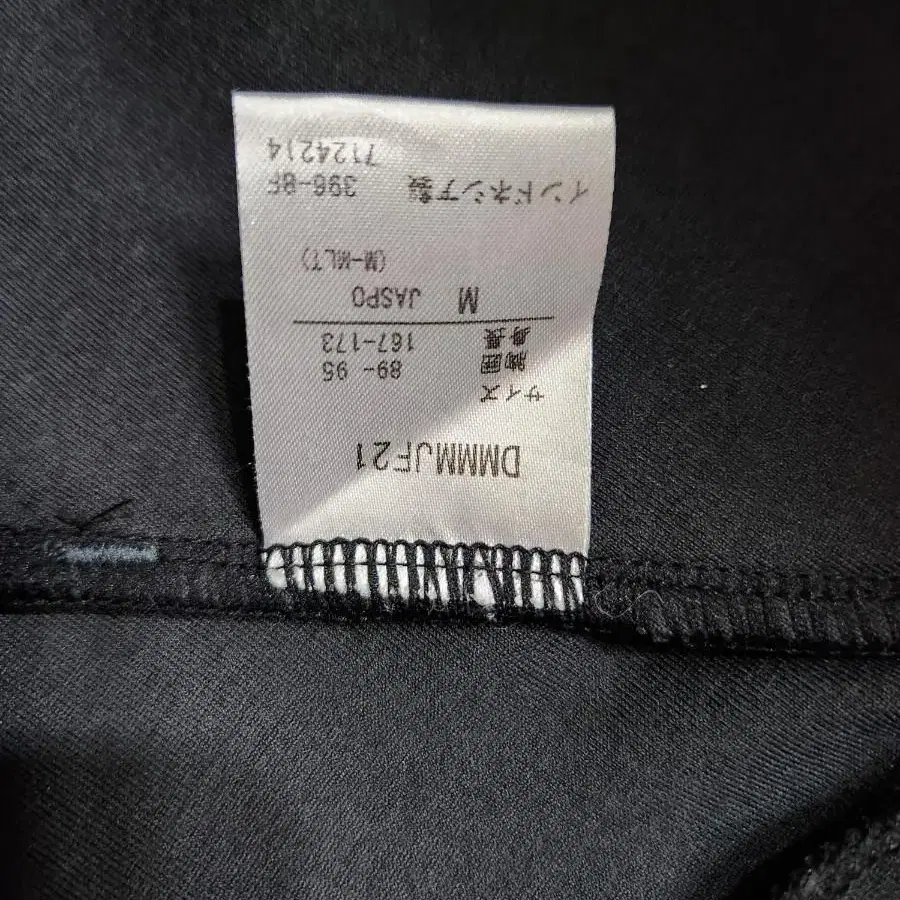 DMMMJF21
サイズ
胸囲 89- 95
身長 167-173
M JASPO
(M-MLT)
インドネシア製 396-8F
7124214